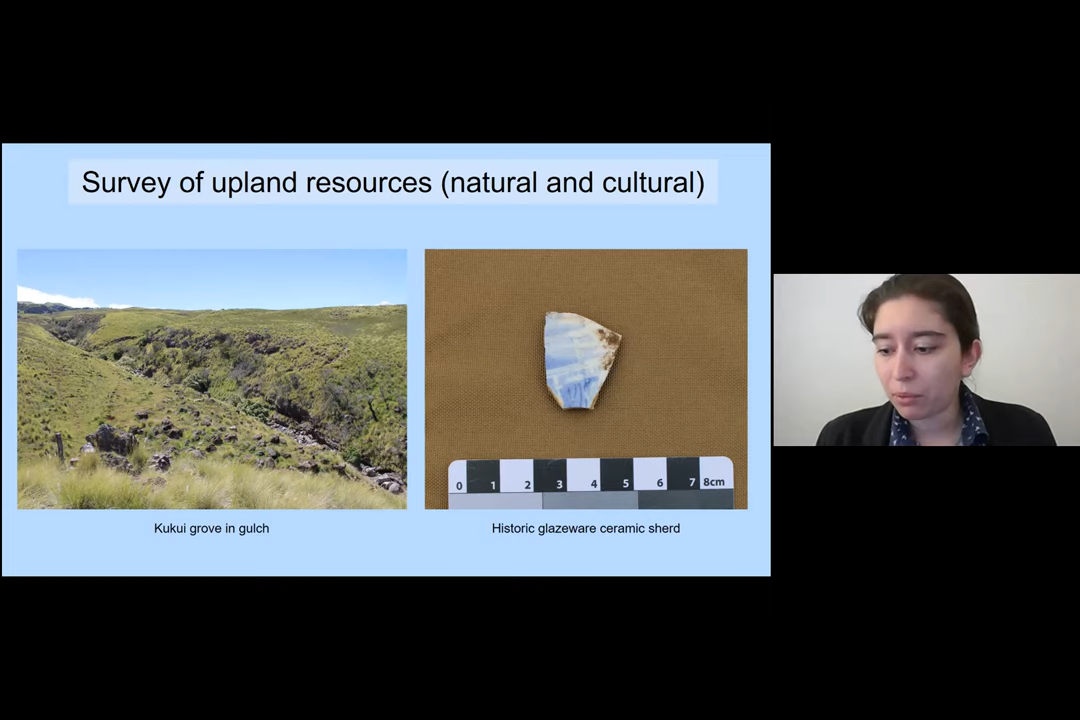 Survey of upland resources (natural and cultural)
0 1 2 3 4 5 6 7 8cm
Kukui grove in gulch
Historic glazeware ceramic sherd